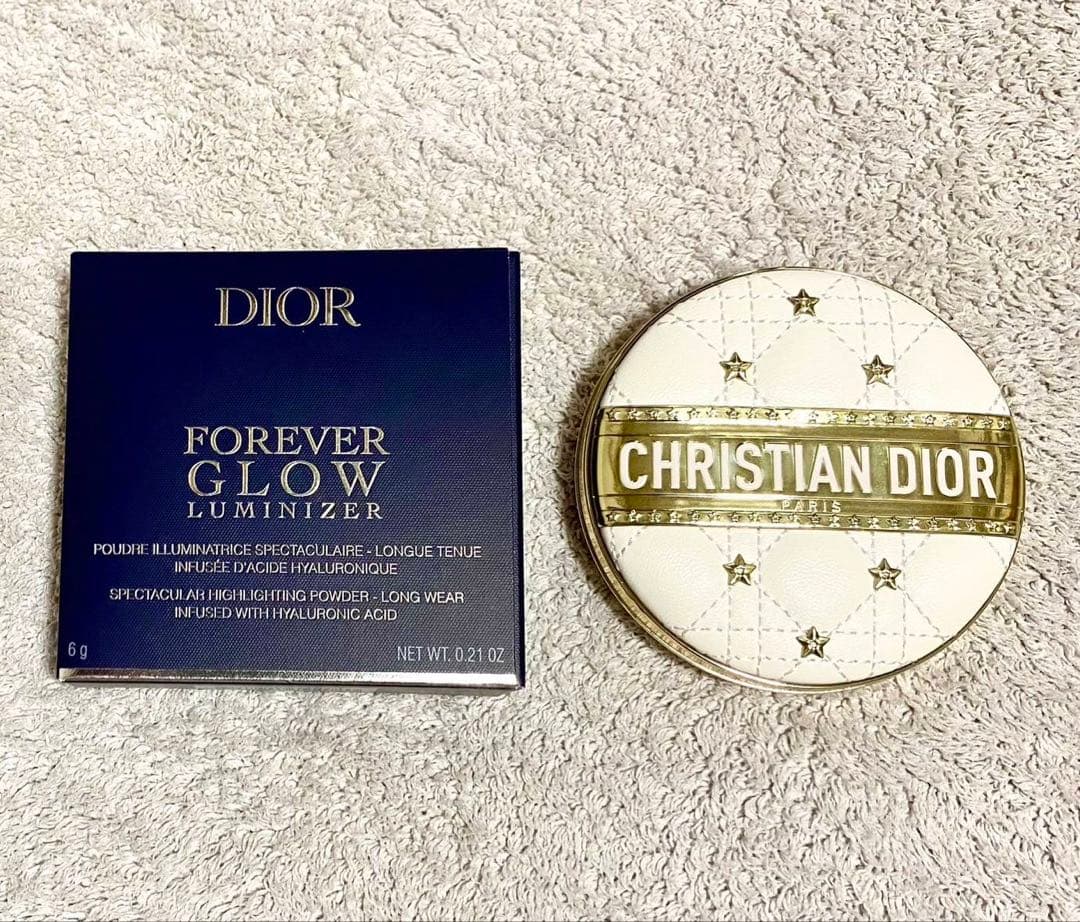 DIOR
FOREVER
GLOW
LUMINIZER
POUDRE ILLUMINATRICE SPECTACULAIRE - LONGUE TENUE
INFUSÉE D'ACIDE HYALURONIQUE
SPECTACULAR HIGHLIGHTING POWDER - LONG WEAR
INFUSED WITH HYALURONIC ACID
6 g
NET WT. 0.21 OZ
CHRISTIAN DIOR
PARIS